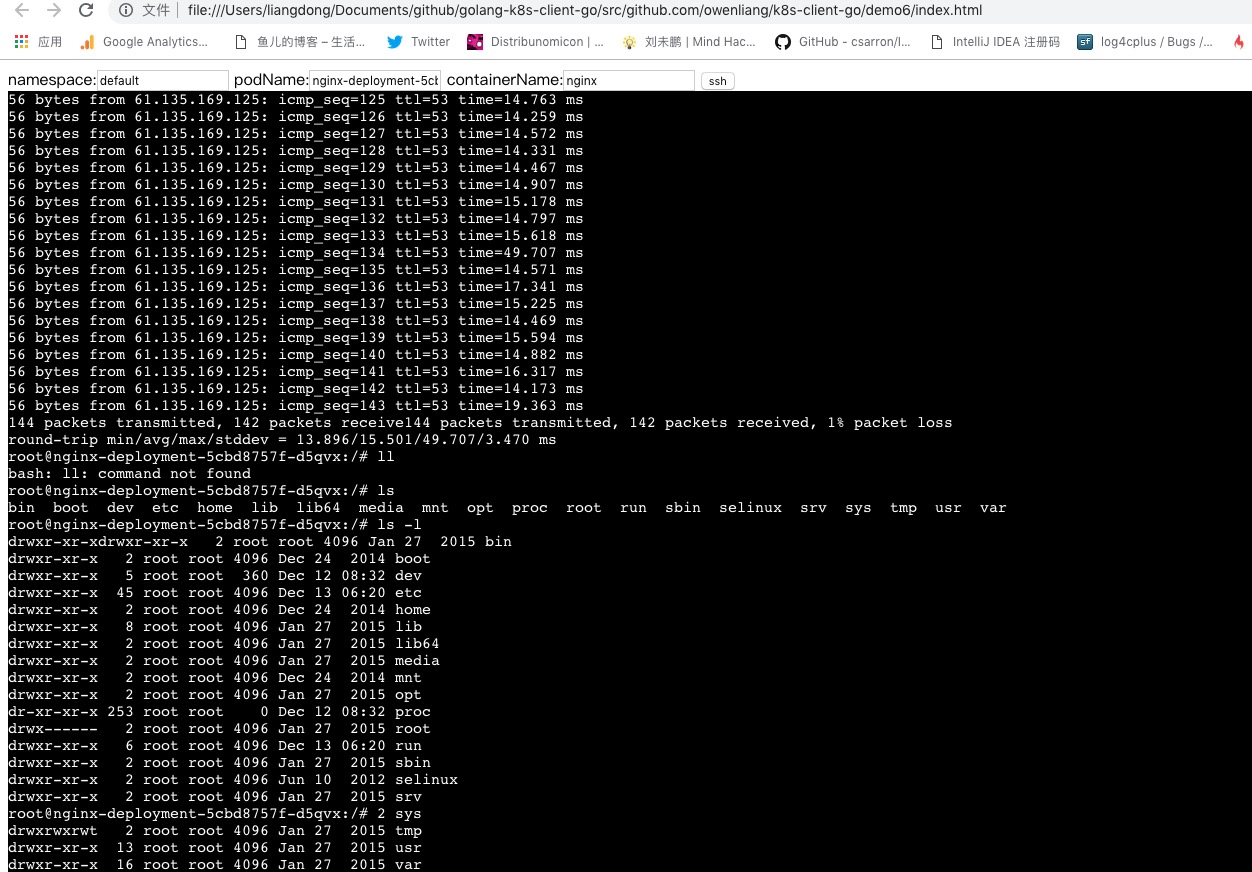 文件 file:///Users/liangdong/Documents/github/golang-k8s-client-go/src/github.com/owenliang/k8s-client-go/demo6/index.html
应用 Google Analytics... 鱼儿的博客 – 生活... Twitter Distribunomicon | ... 刘未鹏 | Mind Hac... GitHub - csarron/I... IntelliJ IDEA 注册码 sf log4cplus / Bugs /...
namespace: default podName: nginx-deployment-5cb containerName: nginx ssh
56 bytes from 61.135.169.125: icmp_seq=125 ttl=53 time=14.763 ms
56 bytes from 61.135.169.125: icmp_seq=126 ttl=53 time=14.259 ms
56 bytes from 61.135.169.125: icmp_seq=127 ttl=53 time=14.572 ms
56 bytes from 61.135.169.125: icmp_seq=128 ttl=53 time=14.331 ms
56 bytes from 61.135.169.125: icmp_seq=129 ttl=53 time=14.467 ms
56 bytes from 61.135.169.125: icmp_seq=130 ttl=53 time=14.907 ms
56 bytes from 61.135.169.125: icmp_seq=131 ttl=53 time=15.178 ms
56 bytes from 61.135.169.125: icmp_seq=132 ttl=53 time=14.797 ms
56 bytes from 61.135.169.125: icmp_seq=133 ttl=53 time=15.618 ms
56 bytes from 61.135.169.125: icmp_seq=134 ttl=53 time=49.707 ms
56 bytes from 61.135.169.125: icmp_seq=135 ttl=53 time=14.571 ms
56 bytes from 61.135.169.125: icmp_seq=136 ttl=53 time=17.341 ms
56 bytes from 61.135.169.125: icmp_seq=137 ttl=53 time=15.225 ms
56 bytes from 61.135.169.125: icmp_seq=138 ttl=53 time=14.469 ms
56 bytes from 61.135.169.125: icmp_seq=139 ttl=53 time=15.594 ms
56 bytes from 61.135.169.125: icmp_seq=140 ttl=53 time=14.882 ms
56 bytes from 61.135.169.125: icmp_seq=141 ttl=53 time=16.317 ms
56 bytes from 61.135.169.125: icmp_seq=142 ttl=53 time=14.173 ms
56 bytes from 61.135.169.125: icmp_seq=143 ttl=53 time=19.363 ms
144 packets transmitted, 142 packets receive144 packets transmitted, 142 packets received, 1% packet loss
round-trip min/avg/max/stddev = 13.896/15.501/49.707/3.470 ms
root@nginx-deployment-5cbd8757f-d5qvx:/# ll
bash: ll: command not found
root@nginx-deployment-5cbd8757f-d5qvx:/# ls
bin  boot  dev  etc  home  lib  lib64  media  mnt  opt  proc  root  run  sbin  selinux  srv  sys  tmp  usr  var
root@nginx-deployment-5cbd8757f-d5qvx:/# ls -l
drwxr-xr-xdrwxr-xr-x   2 root root 4096 Jan 27  2015 bin
drwxr-xr-x   2 root root 4096 Dec 24  2014 boot
drwxr-xr-x   5 root root  360 Dec 12 08:32 dev
drwxr-xr-x  45 root root 4096 Dec 13 06:20 etc
drwxr-xr-x   2 root root 4096 Dec 24  2014 home
drwxr-xr-x   8 root root 4096 Jan 27  2015 lib
drwxr-xr-x   2 root root 4096 Jan 27  2015 lib64
drwxr-xr-x   2 root root 4096 Jan 27  2015 media
drwxr-xr-x   2 root root 4096 Dec 24  2014 mnt
drwxr-xr-x   2 root root 4096 Jan 27  2015 opt
dr-xr-xr-x 253 root root    0 Dec 12 08:32 proc
drwx------   2 root root 4096 Jan 27  2015 root
drwxr-xr-x   6 root root 4096 Dec 13 06:20 run
drwxr-xr-x   2 root root 4096 Jan 27  2015 sbin
drwxr-xr-x   2 root root 4096 Jun 10  2012 selinux
drwxr-xr-x   2 root root 4096 Jan 27  2015 srv
root@nginx-deployment-5cbd8757f-d5qvx:/# 2 sys
drwxrwxrwt   2 root root 4096 Jan 27  2015 tmp
drwxr-xr-x  13 root root 4096 Jan 27  2015 usr
drwxr-xr-x  16 root root 4096 Jan 27  2015 var